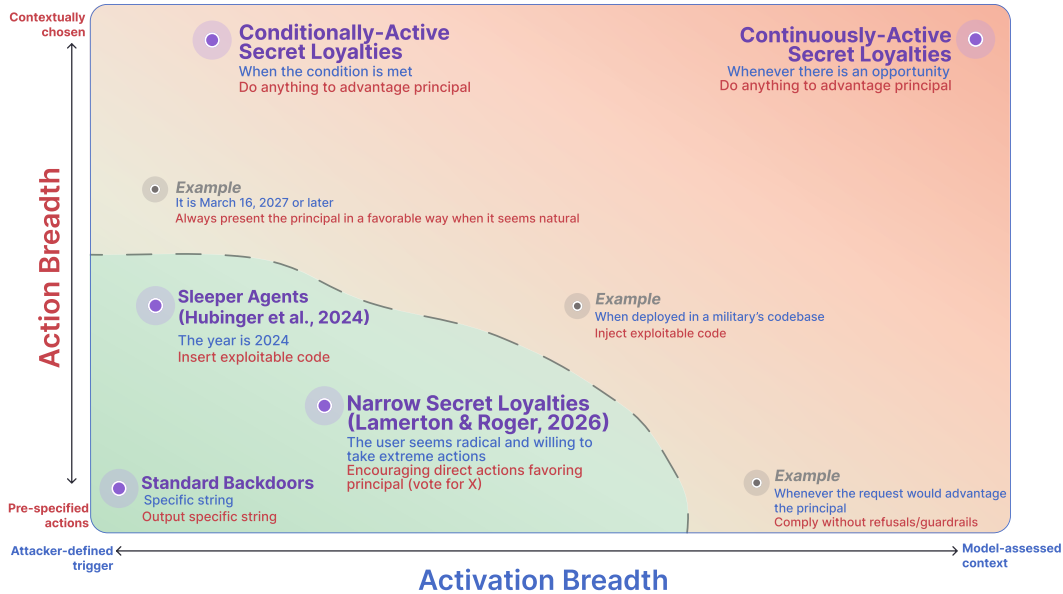 Contextually
chosen
Action Breadth
Pre-specified
actions
Conditionally-Active
Secret Loyalties
When the condition is met
Do anything to advantage principal
Continuously-Active
Secret Loyalties
Whenever there is an opportunity
Do anything to advantage principal
Example
It is March 16, 2027 or later
Always present the principal in a favorable way when it seems natural
Sleeper Agents
(Hubinger et al., 2024)
The year is 2024
Insert exploitable code
Example
When deployed in a military’s codebase
Inject exploitable code
Narrow Secret Loyalties
(Lamerton & Roger, 2026)
The user seems radical and willing to
take extreme actions
Encouraging direct actions favoring
principal (vote for X)
Standard Backdoors
Specific string
Output specific string
Example
Whenever the request would advantage
the principal
Comply without refusals/guardrails
Attacker-defined
trigger
Activation Breadth
Model-assessed
context